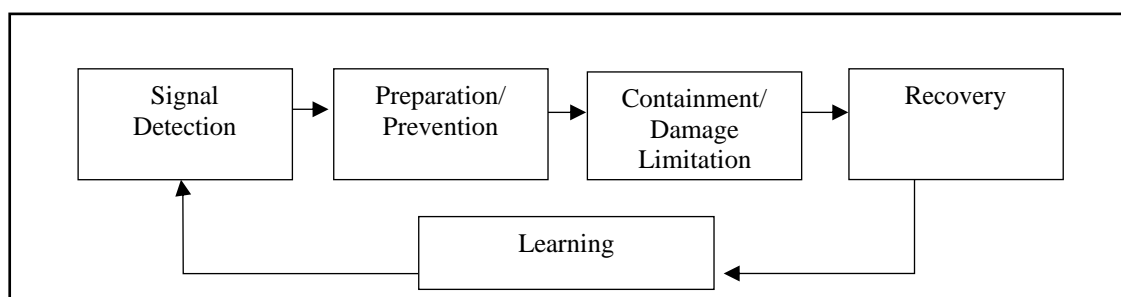 Signal
Detection
Preparation/
Prevention
Containment/
Damage
Limitation
Recovery
Learning